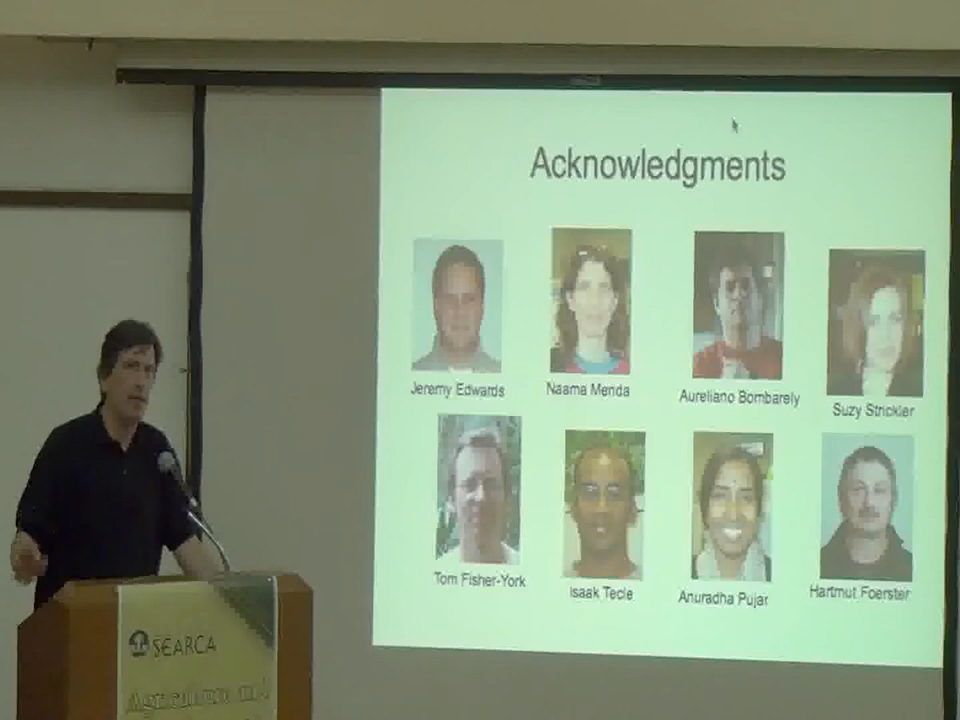 Acknowledgments
Jeremy Edwards
Naama Menda
Aureliano Bombarely
Suzy Strickler
Tom Fisher-York
Isaak Tecle
Anuradha Pujar
Hartmut Foerster
SEARCA